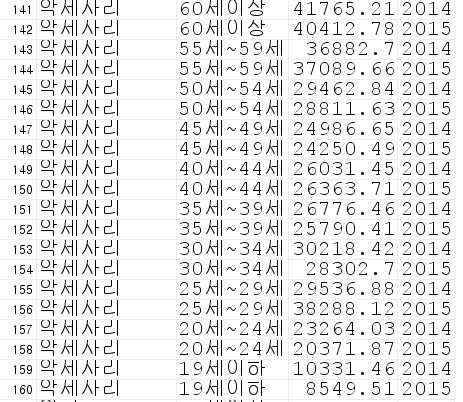 141 악세사리 60세이상 41765.21 2014
142 악세사리 60세이상 40412.78 2015
143 악세사리 55세~59세 36882.7 2014
144 악세사리 55세~59세 37089.66 2015
145 악세사리 50세~54세 29462.84 2014
146 악세사리 50세~54세 28811.63 2015
147 악세사리 45세~49세 24986.65 2014
148 악세사리 45세~49세 24250.49 2015
149 악세사리 40세~44세 26031.45 2014
150 악세사리 40세~44세 26363.71 2015
151 악세사리 35세~39세 26776.46 2014
152 악세사리 35세~39세 25790.41 2015
153 악세사리 30세~34세 30218.42 2014
154 악세사리 30세~34세 28302.7 2015
155 악세사리 25세~29세 29536.88 2014
156 악세사리 25세~29세 38288.12 2015
157 악세사리 20세~24세 23264.03 2014
158 악세사리 20세~24세 20371.87 2015
159 악세사리 19세이하 10331.46 2014
160 악세사리 19세이하 8549.51 2015